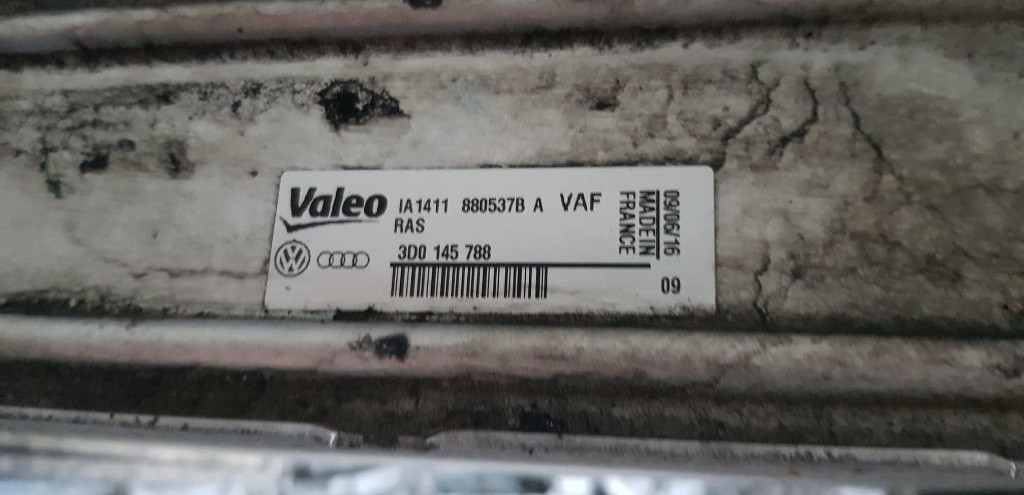 Valeo IA1411 880537B A VAF
RAS
3D0 145 788
09/06/16
MADE IN
FRANCE
09